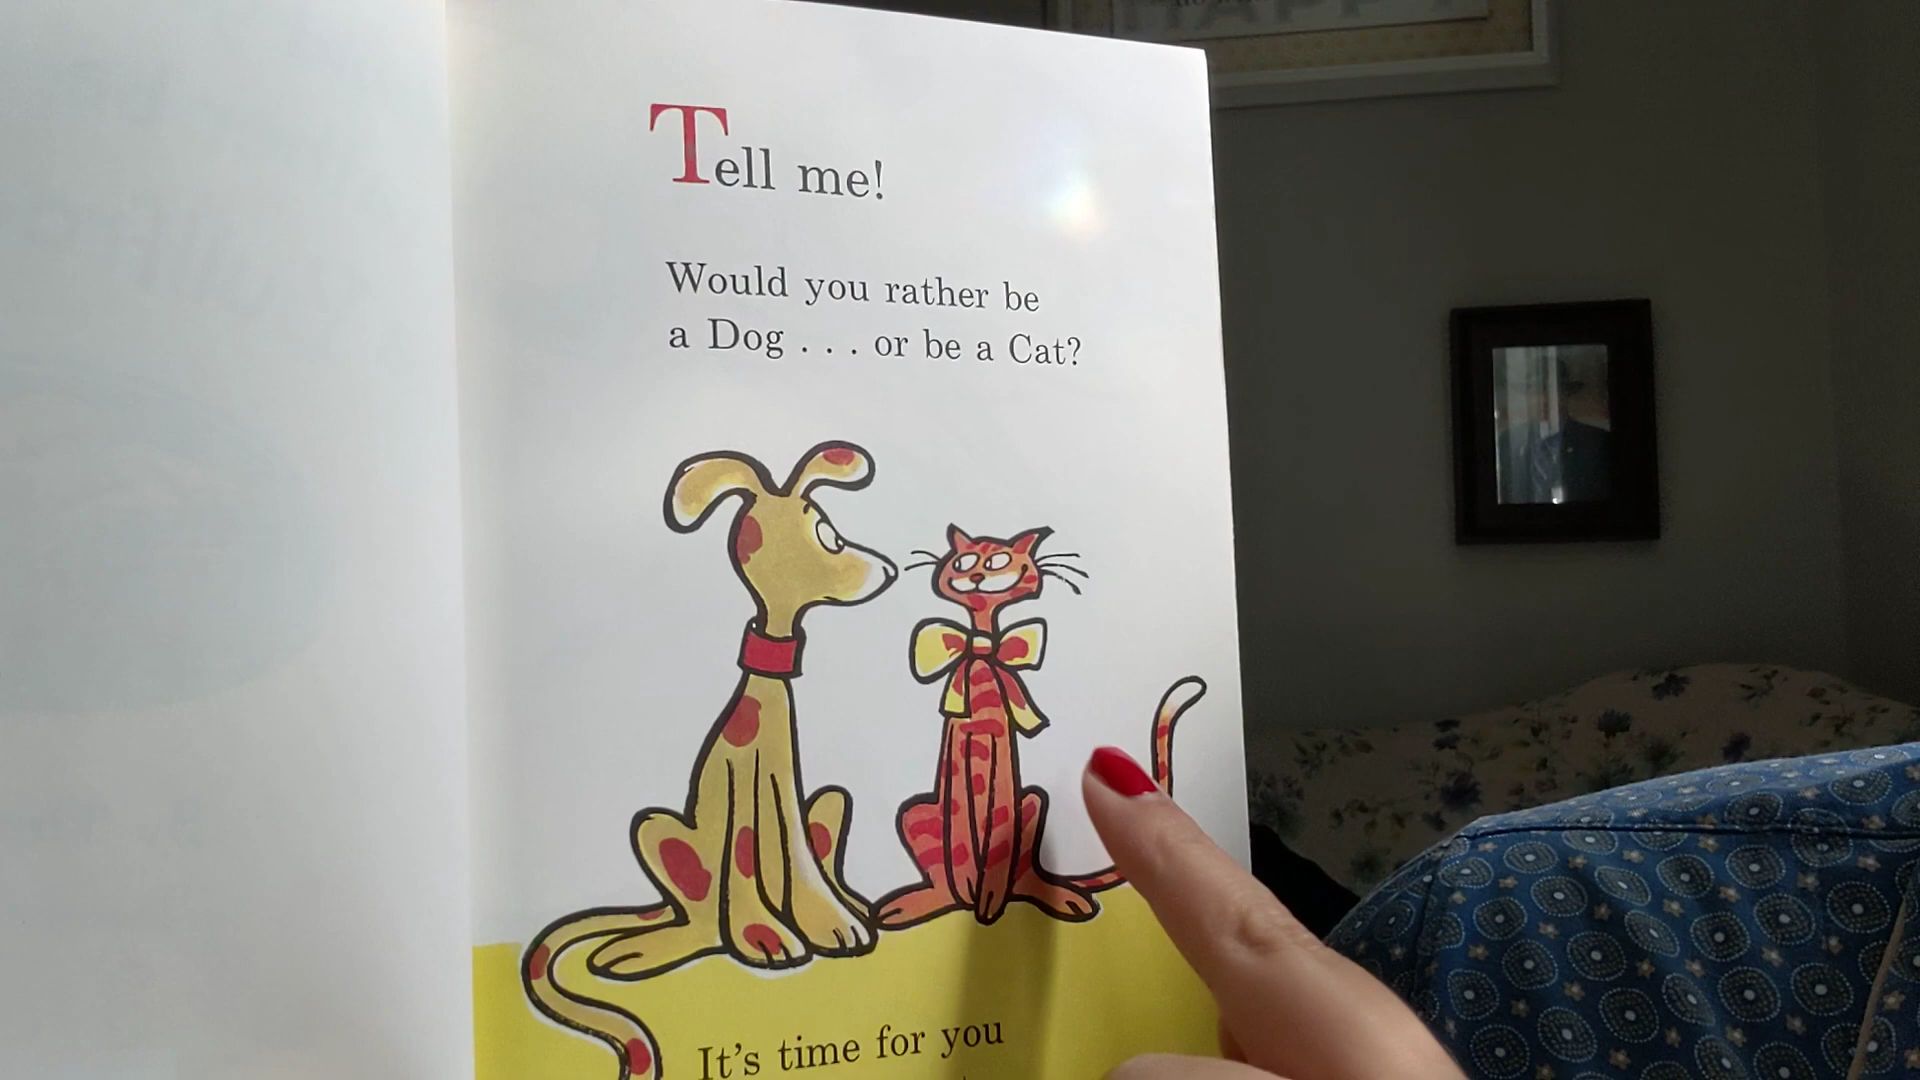 Tell me!
Would you rather be
a Dog . . . or be a Cat?
It's time for you